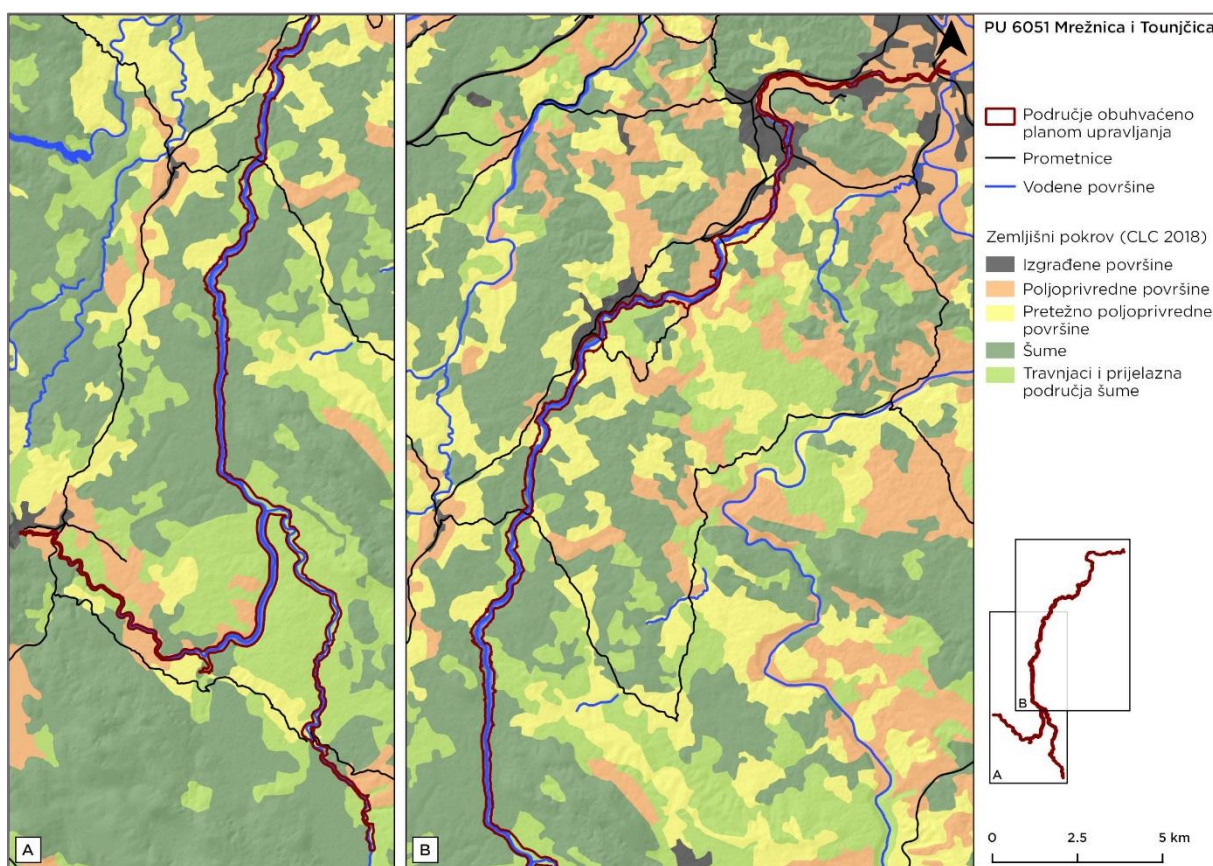 PU 6051 Mrežnica i Tounjčica
Područje obuhvaćeno
planom upravljanja
Prometnice
Vodene površine
Zemljišni pokrov (CLC 2018)
Izgrađene površine
Poljoprivredne površine
Pretežno poljoprivredne
površine
Šume
Travnjaci i prijelazna
područja šume
B
A
0 2.5 5 km
A
B